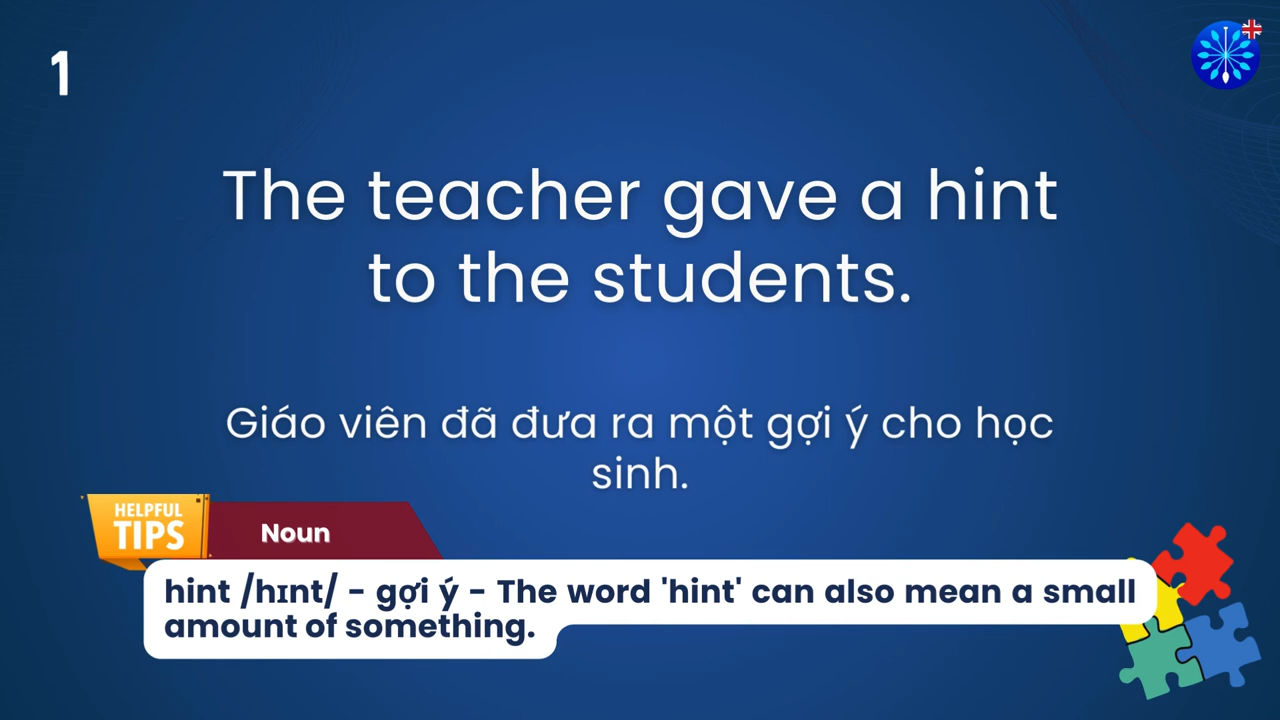 1
The teacher gave a hint
to the students.
Giáo viên đã đưa ra một gợi ý cho học
sinh.
HELPFUL
TIPS
Noun
hint /hɪnt/ - gợi ý - The word 'hint' can also mean a small
amount of something.